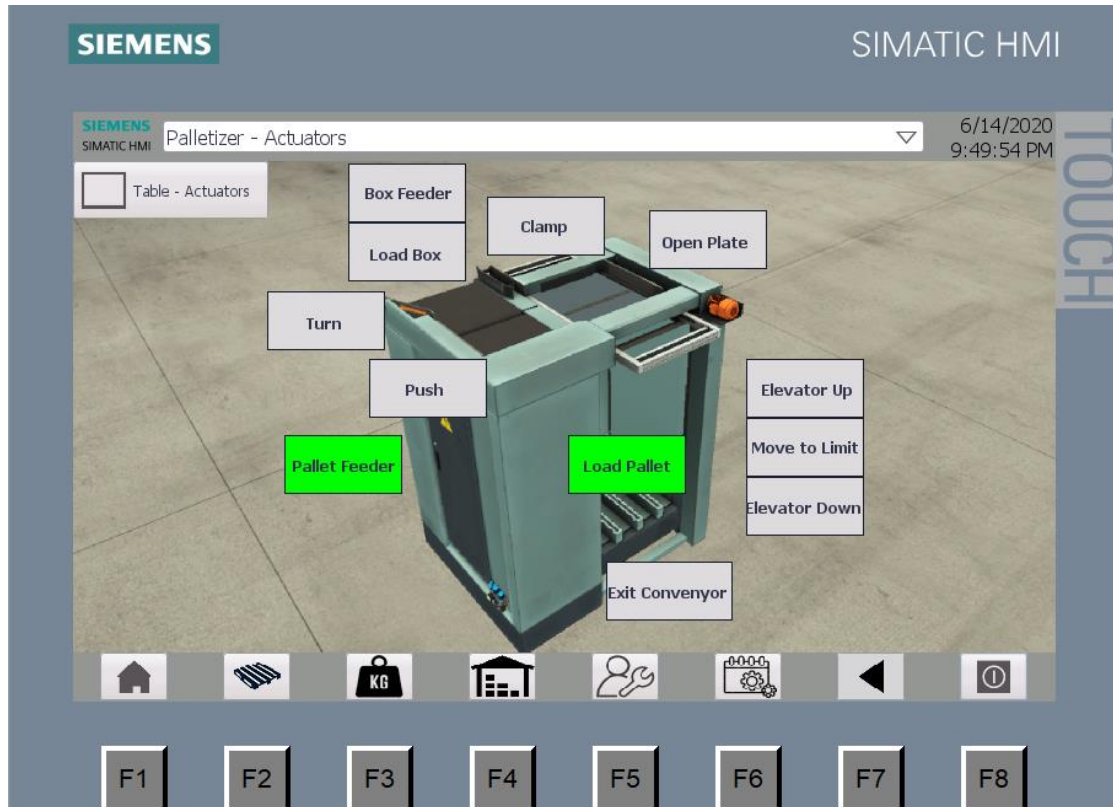 SIEMENS
SIMATIC HMI
SIEMENS
SIMATIC HMI
Palletizer - Actuators
6/14/2020
9:49:54 PM
TOUCH
Table - Actuators
Box Feeder
Load Box
Clamp
Open Plate
Turn
Push
Elevator Up
Pallet Feeder
Load Pallet
Move to Limit
Elevator Down
Exit Convenyor
KG
F1
F2
F3
F4
F5
F6
F7
F8